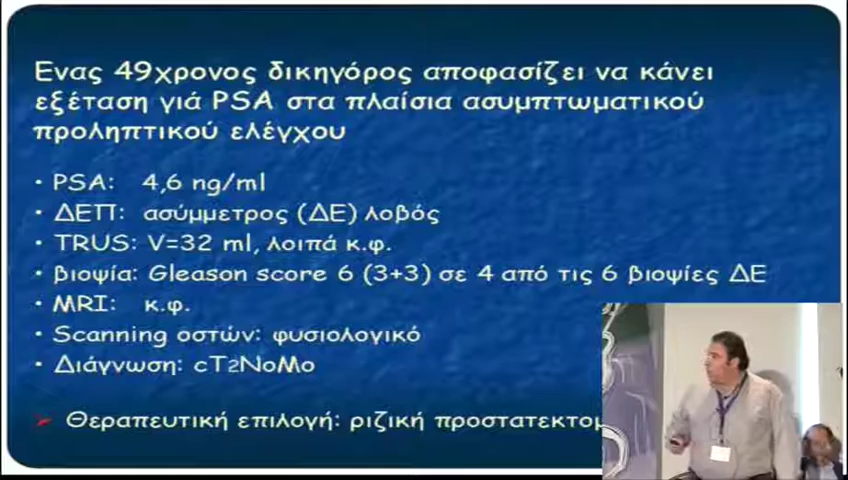 Ενας 49χρονος δικηγόρος αποφασίζει να κάνει
εξέταση γιά PSA στα πλαίσια ασυμπτωματικού
προληπτικού ελέγχου
• PSA: 4,6 ng/ml
• ΔΕΠ: ασύμμετρος (ΔΕ) λοβός
• TRUS: V=32 ml, λοιπά κ.φ.
• βιοψία: Gleason score 6 (3+3) σε 4 από τις 6 βιοψίες ΔΕ
• MRI: κ.φ.
• Scanning οστών: φυσιολογικό
• Διάγνωση: cT2NoMo
➢ Θεραπευτική επιλογή: ριζική